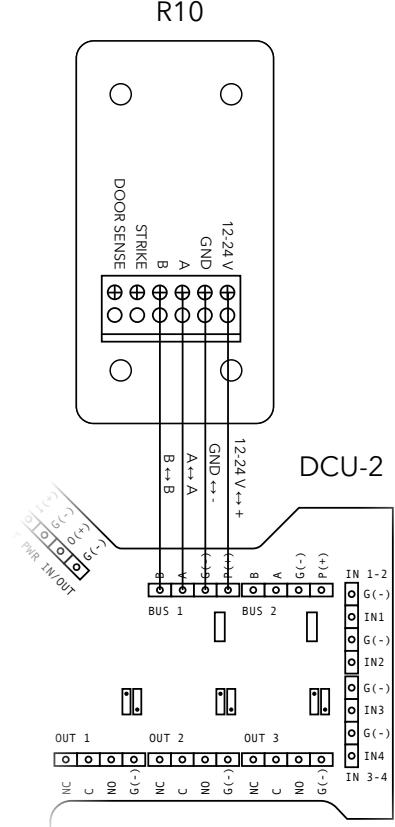 R10
DOOR SENSE
STRIKE
B
A
GND
12-24 V
B ↔ B
A ↔ A
GND ↔ -
12-24 V ↔ +
DCU-2
G(-)
O(+)
G(-)
PWR IN/OUT
B
A
G(-)
P(+)
B
A
G(-)
P(+)
BUS 1
BUS 2
IN 1-2
G(-)
IN1
G(-)
IN2
G(-)
IN3
G(-)
IN4
IN 3-4
OUT 1
OUT 2
OUT 3
NC
C
NO
G(-)
NC
C
NO
G(-)
NC
C
NO
G(-)